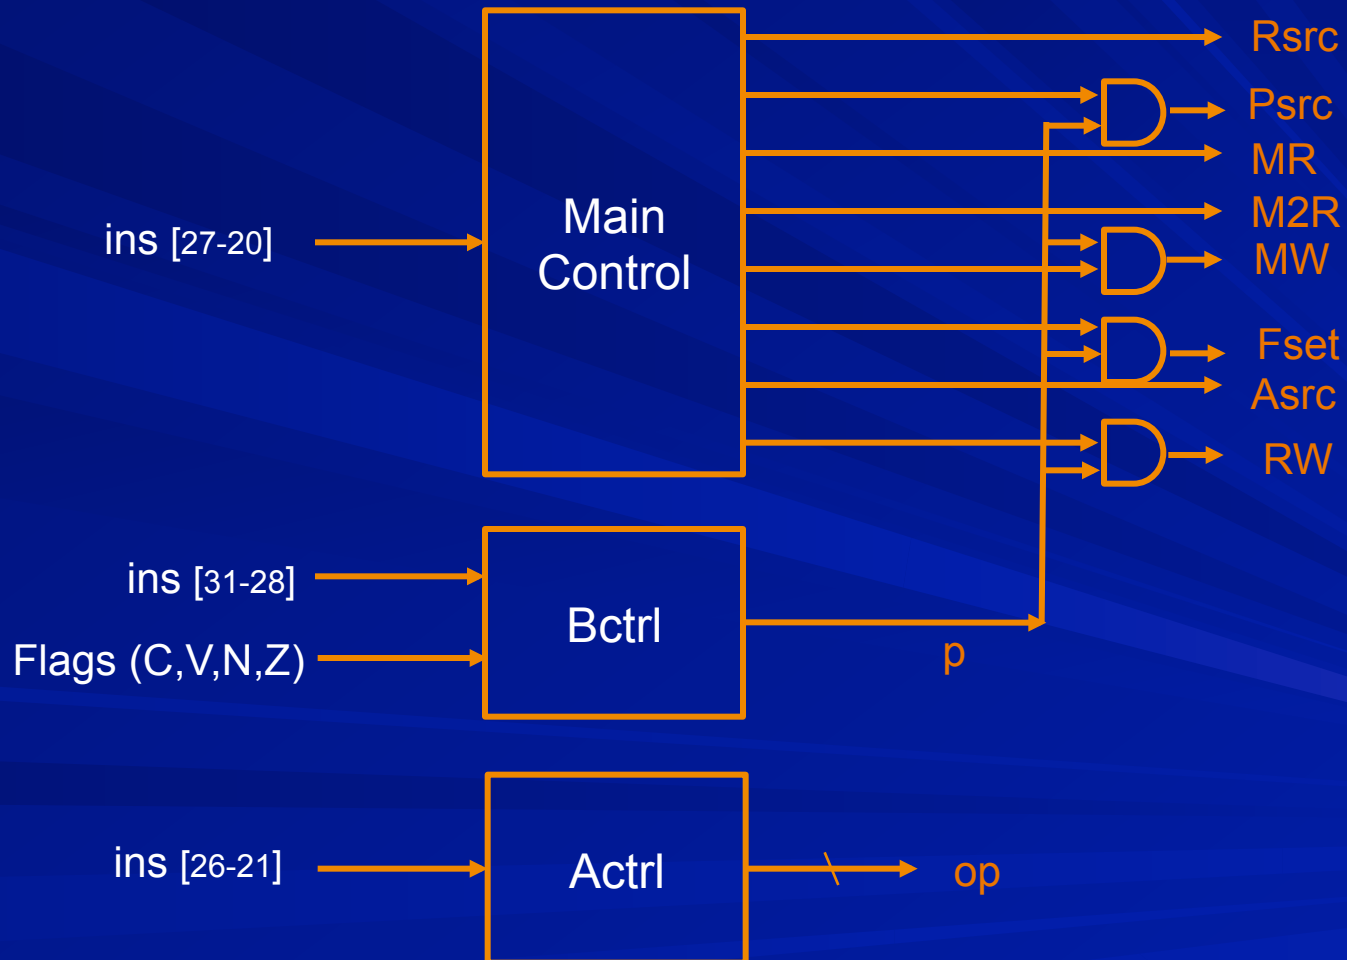 Rsrc
Psrc
MR
M2R
MW
Fset
Asrc
RW
ins [27-20]
Main
Control
ins [31-28]
Flags (C,V,N,Z)
Bctrl
p
ins [26-21]
Actrl
op